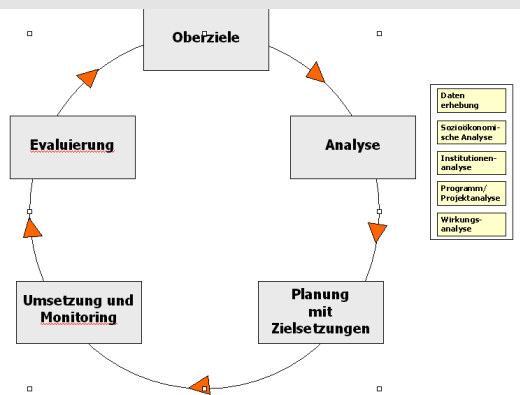 Oberziele
Evaluierung
Analyse
Daten
erhebung
Sozioökonomi-
sche Analyse
Institutionen-
analyse
Programm/
Projektanalyse
Wirkungs-
analyse
Umsetzung und
Monitoring
Planung
mit
Zielsetzungen